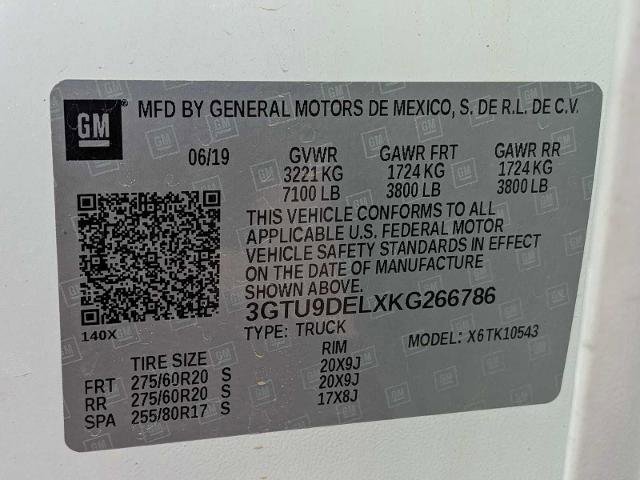 GM MFD BY GENERAL MOTORS DE MEXICO, S. DE R.L. DE C.V.
06/19 GVWR GAWR FRT GAWR RR
3221 KG 1724 KG 1724 KG
7100 LB 3800 LB 3800 LB
THIS VEHICLE CONFORMS TO ALL
APPLICABLE U.S. FEDERAL MOTOR
VEHICLE SAFETY STANDARDS IN EFFECT
ON THE DATE OF MANUFACTURE
SHOWN ABOVE.
3GTU9DELXKG266786
140X TYPE: TRUCK MODEL: X6TK10543
TIRE SIZE RIM
FRT 275/60R20 S 20X9J
RR 275/60R20 S 20X9J
SPA 255/80R17 S 17X8J